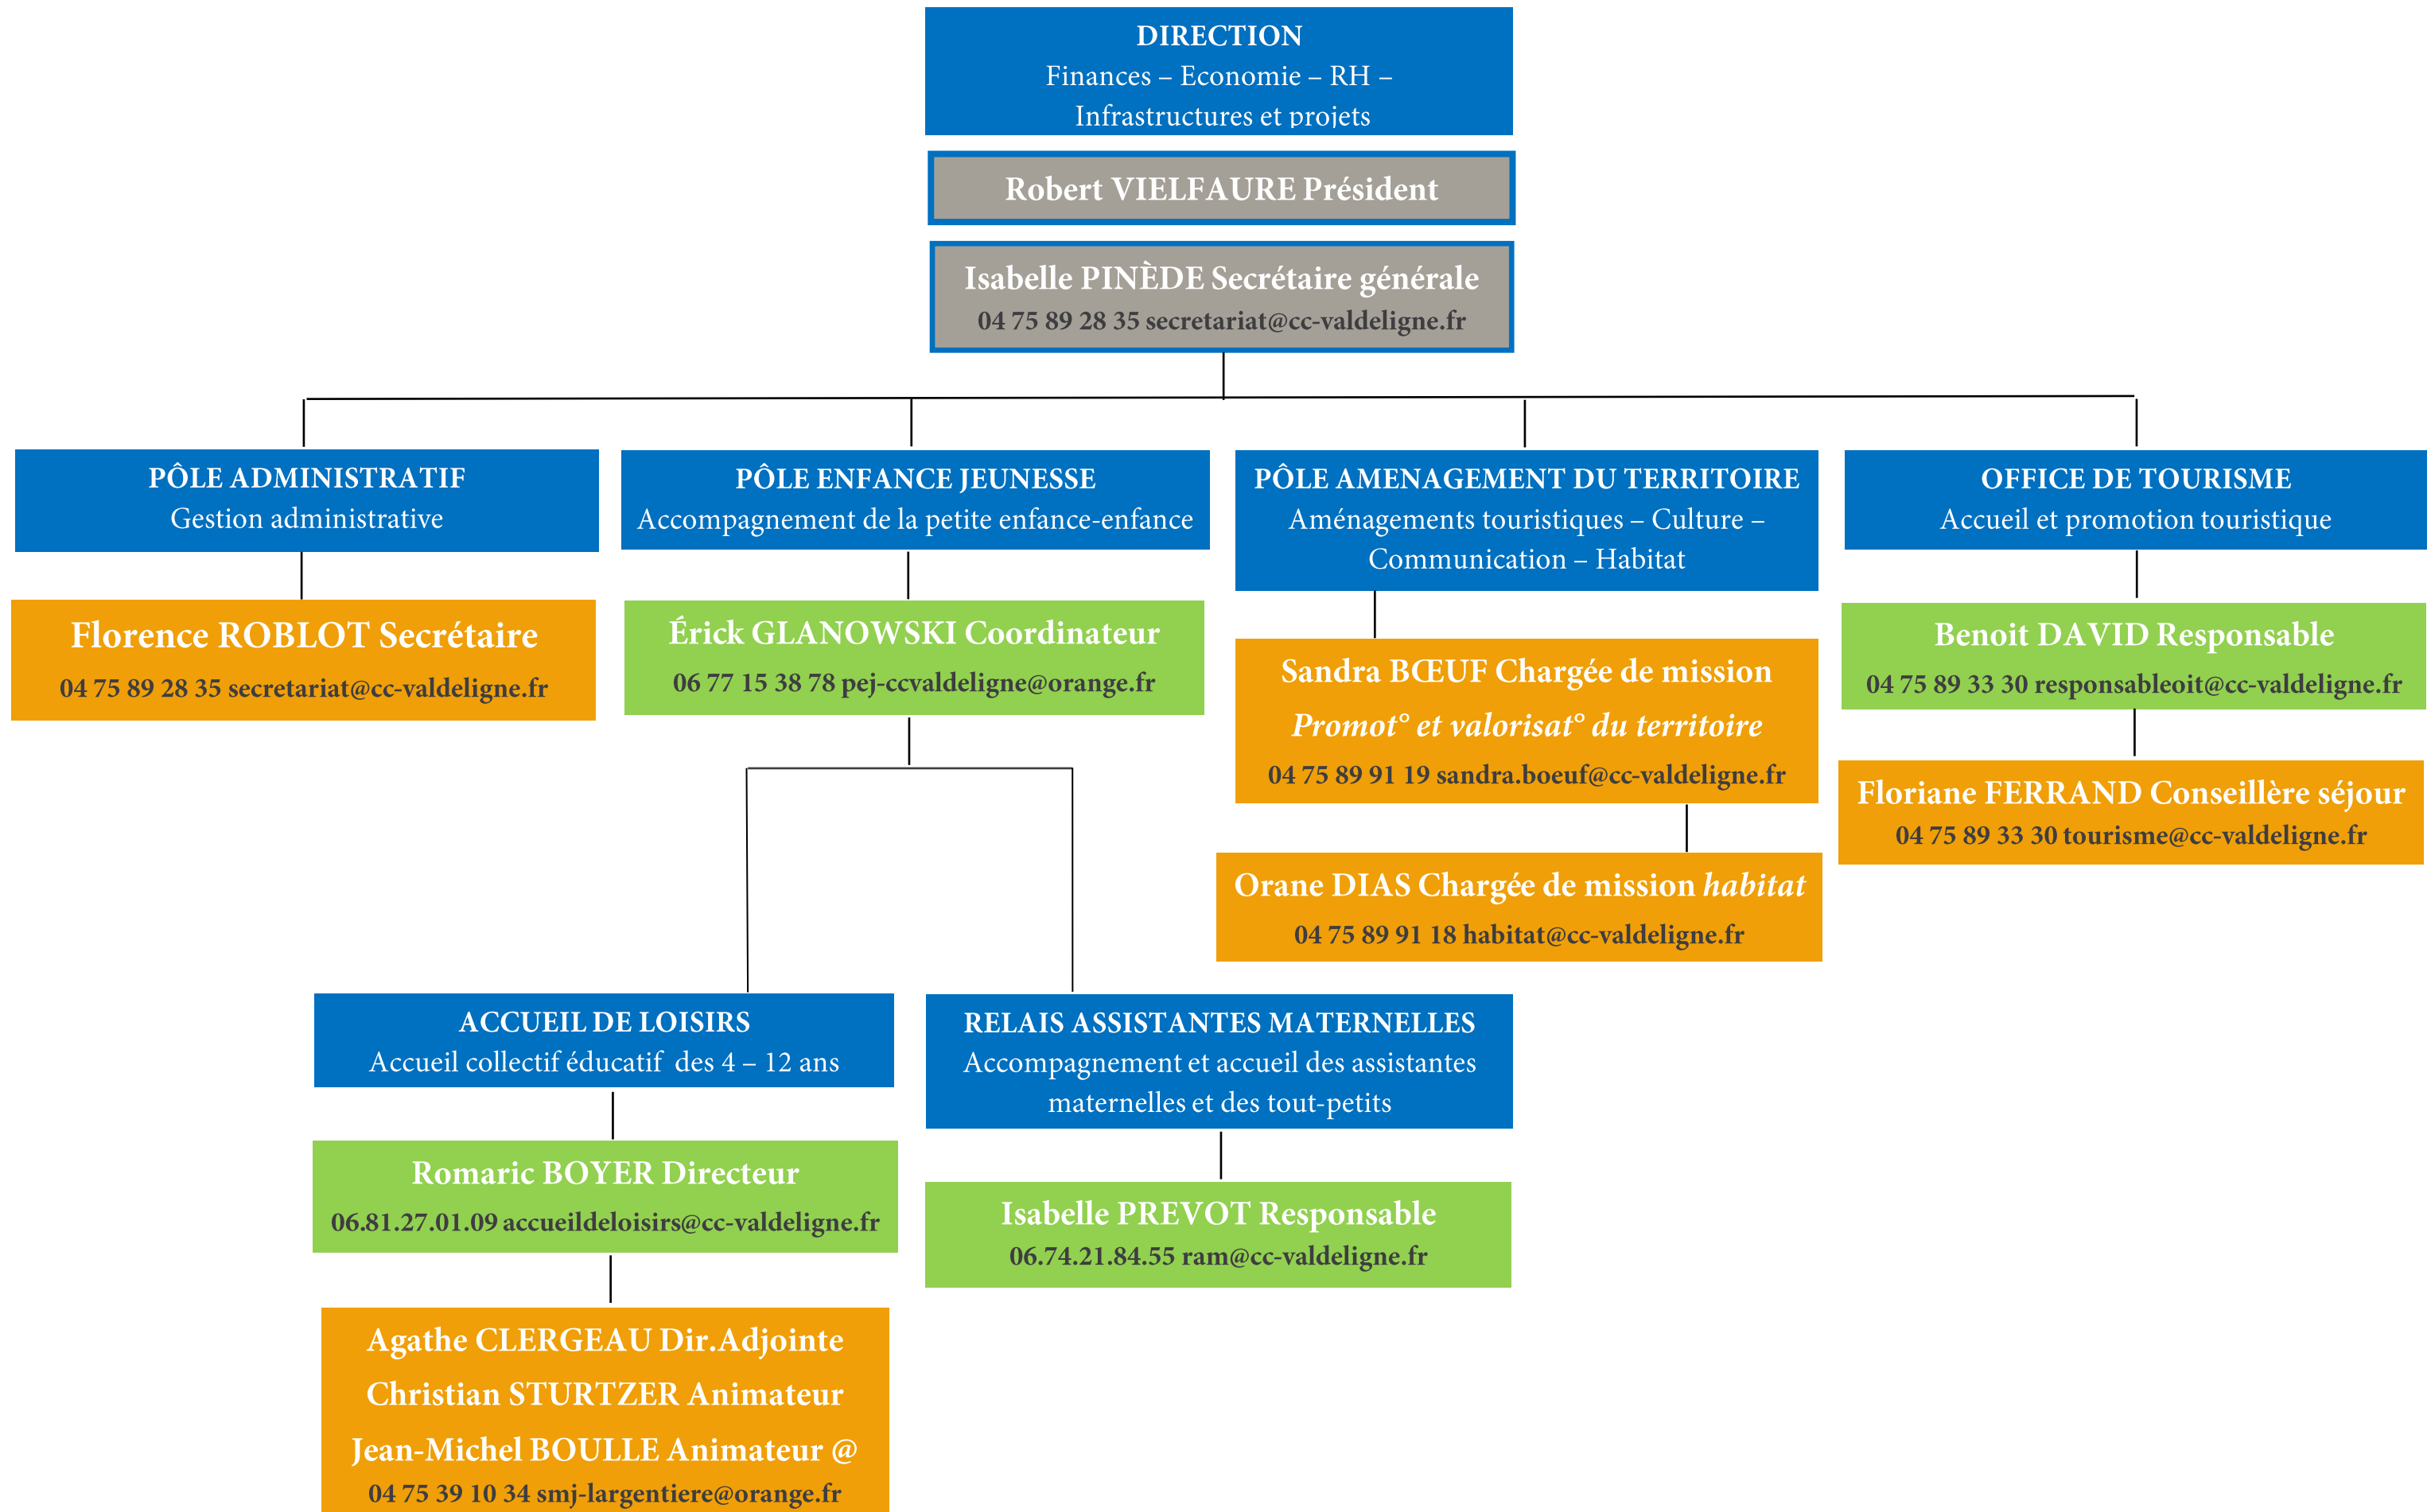 DIRECTION
Finances – Economie – RH –
Infrastructures et projets
Robert VIELFAURE Président
Isabelle PINÈDE Secrétaire générale
04 75 89 28 35 secretariat@cc-valdeligne.fr
PÔLE ADMINISTRATIF
Gestion administrative
Florence ROBLOT Secrétaire
04 75 89 28 35 secretariat@cc-valdeligne.fr
PÔLE ENFANCE JEUNESSE
Accompagnement de la petite enfance-enfance
Érick GLANOWSKI Coordinateur
06 77 15 38 78 pej-ccvaldeligne@orange.fr
PÔLE AMENAGEMENT DU TERRITOIRE
Aménagements touristiques – Culture –
Communication – Habitat
Sandra BŒUF Chargée de mission
Promot° et valorisat° du territoire
04 75 89 91 19 sandra.boeuf@cc-valdeligne.fr
Orane DIAS Chargée de mission habitat
04 75 89 91 18 habitat@cc-valdeligne.fr
OFFICE DE TOURISME
Accueil et promotion touristique
Benoit DAVID Responsable
04 75 89 33 30 responsableoit@cc-valdeligne.fr
Floriane FERRAND Conseillère séjour
04 75 89 33 30 tourisme@cc-valdeligne.fr
ACCUEIL DE LOISIRS
Accueil collectif éducatif  des 4 – 12 ans
Romaric BOYER Directeur
06.81.27.01.09 accueildeloisirs@cc-valdeligne.fr
Agathe CLERGEAU Dir.Adjointe
Christian STURTZER Animateur
Jean-Michel BOULLE Animateur @
04 75 39 10 34 smj-largentiere@orange.fr
RELAIS ASSISTANTES MATERNELLES
Accompagnement et accueil des assistantes
maternelles et des tout-petits
Isabelle PREVOT Responsable
06.74.21.84.55 ram@cc-valdeligne.fr